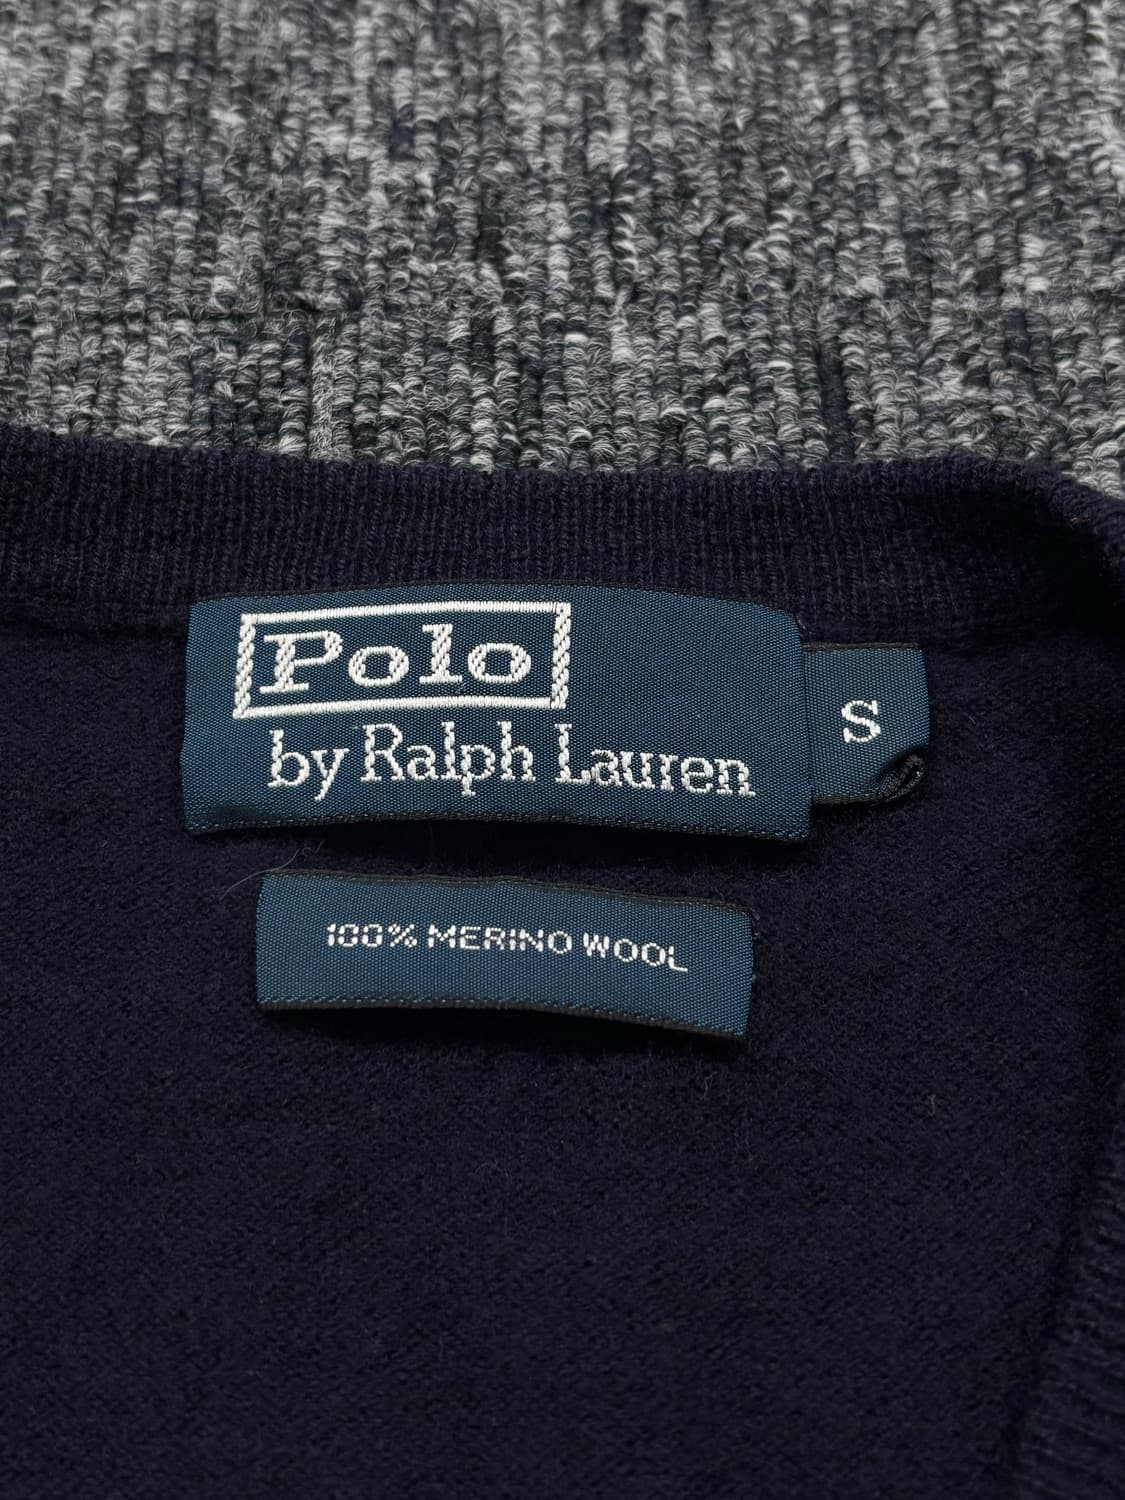 Polo
by Ralph Lauren
S
100% MERINO WOOL